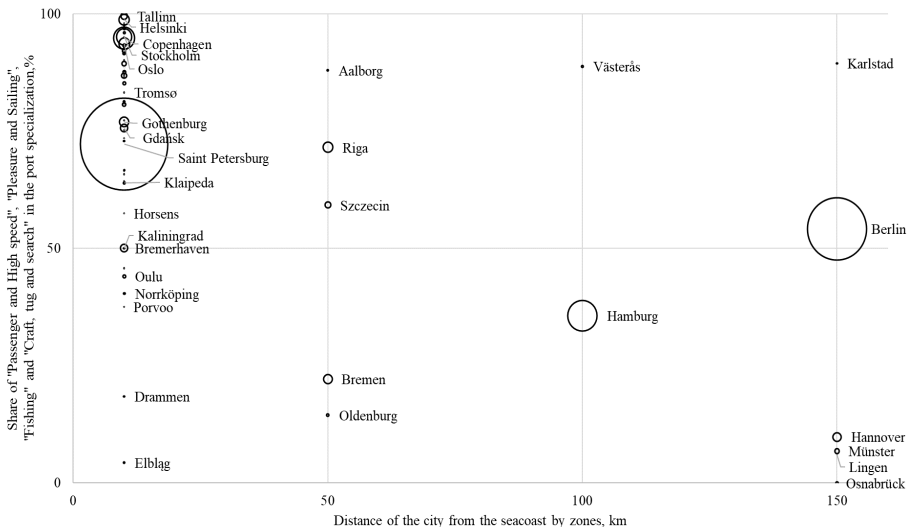 Share of "Passenger and High speed", "Pleasure and Sailing",
"Fishing" and "Craft, tug and search" in the port specialization,%
100
Tallinn
Helsinki
Copenhagen
Stockholm
Oslo
Aalborg
Västerås
Karlstad
Tromsø
Gothenburg
Gdańsk
Riga
Saint Petersburg
Klaipeda
Szczecin
Horsens
Kaliningrad
Berlin
50
Bremerhaven
Oulu
Norrköping
Porvoo
Hamburg
Bremen
Drammen
Oldenburg
Hannover
Münster
Elbląg
Lingen
0
Osnabrück
0
50
100
150
Distance of the city from the seacoast by zones, km